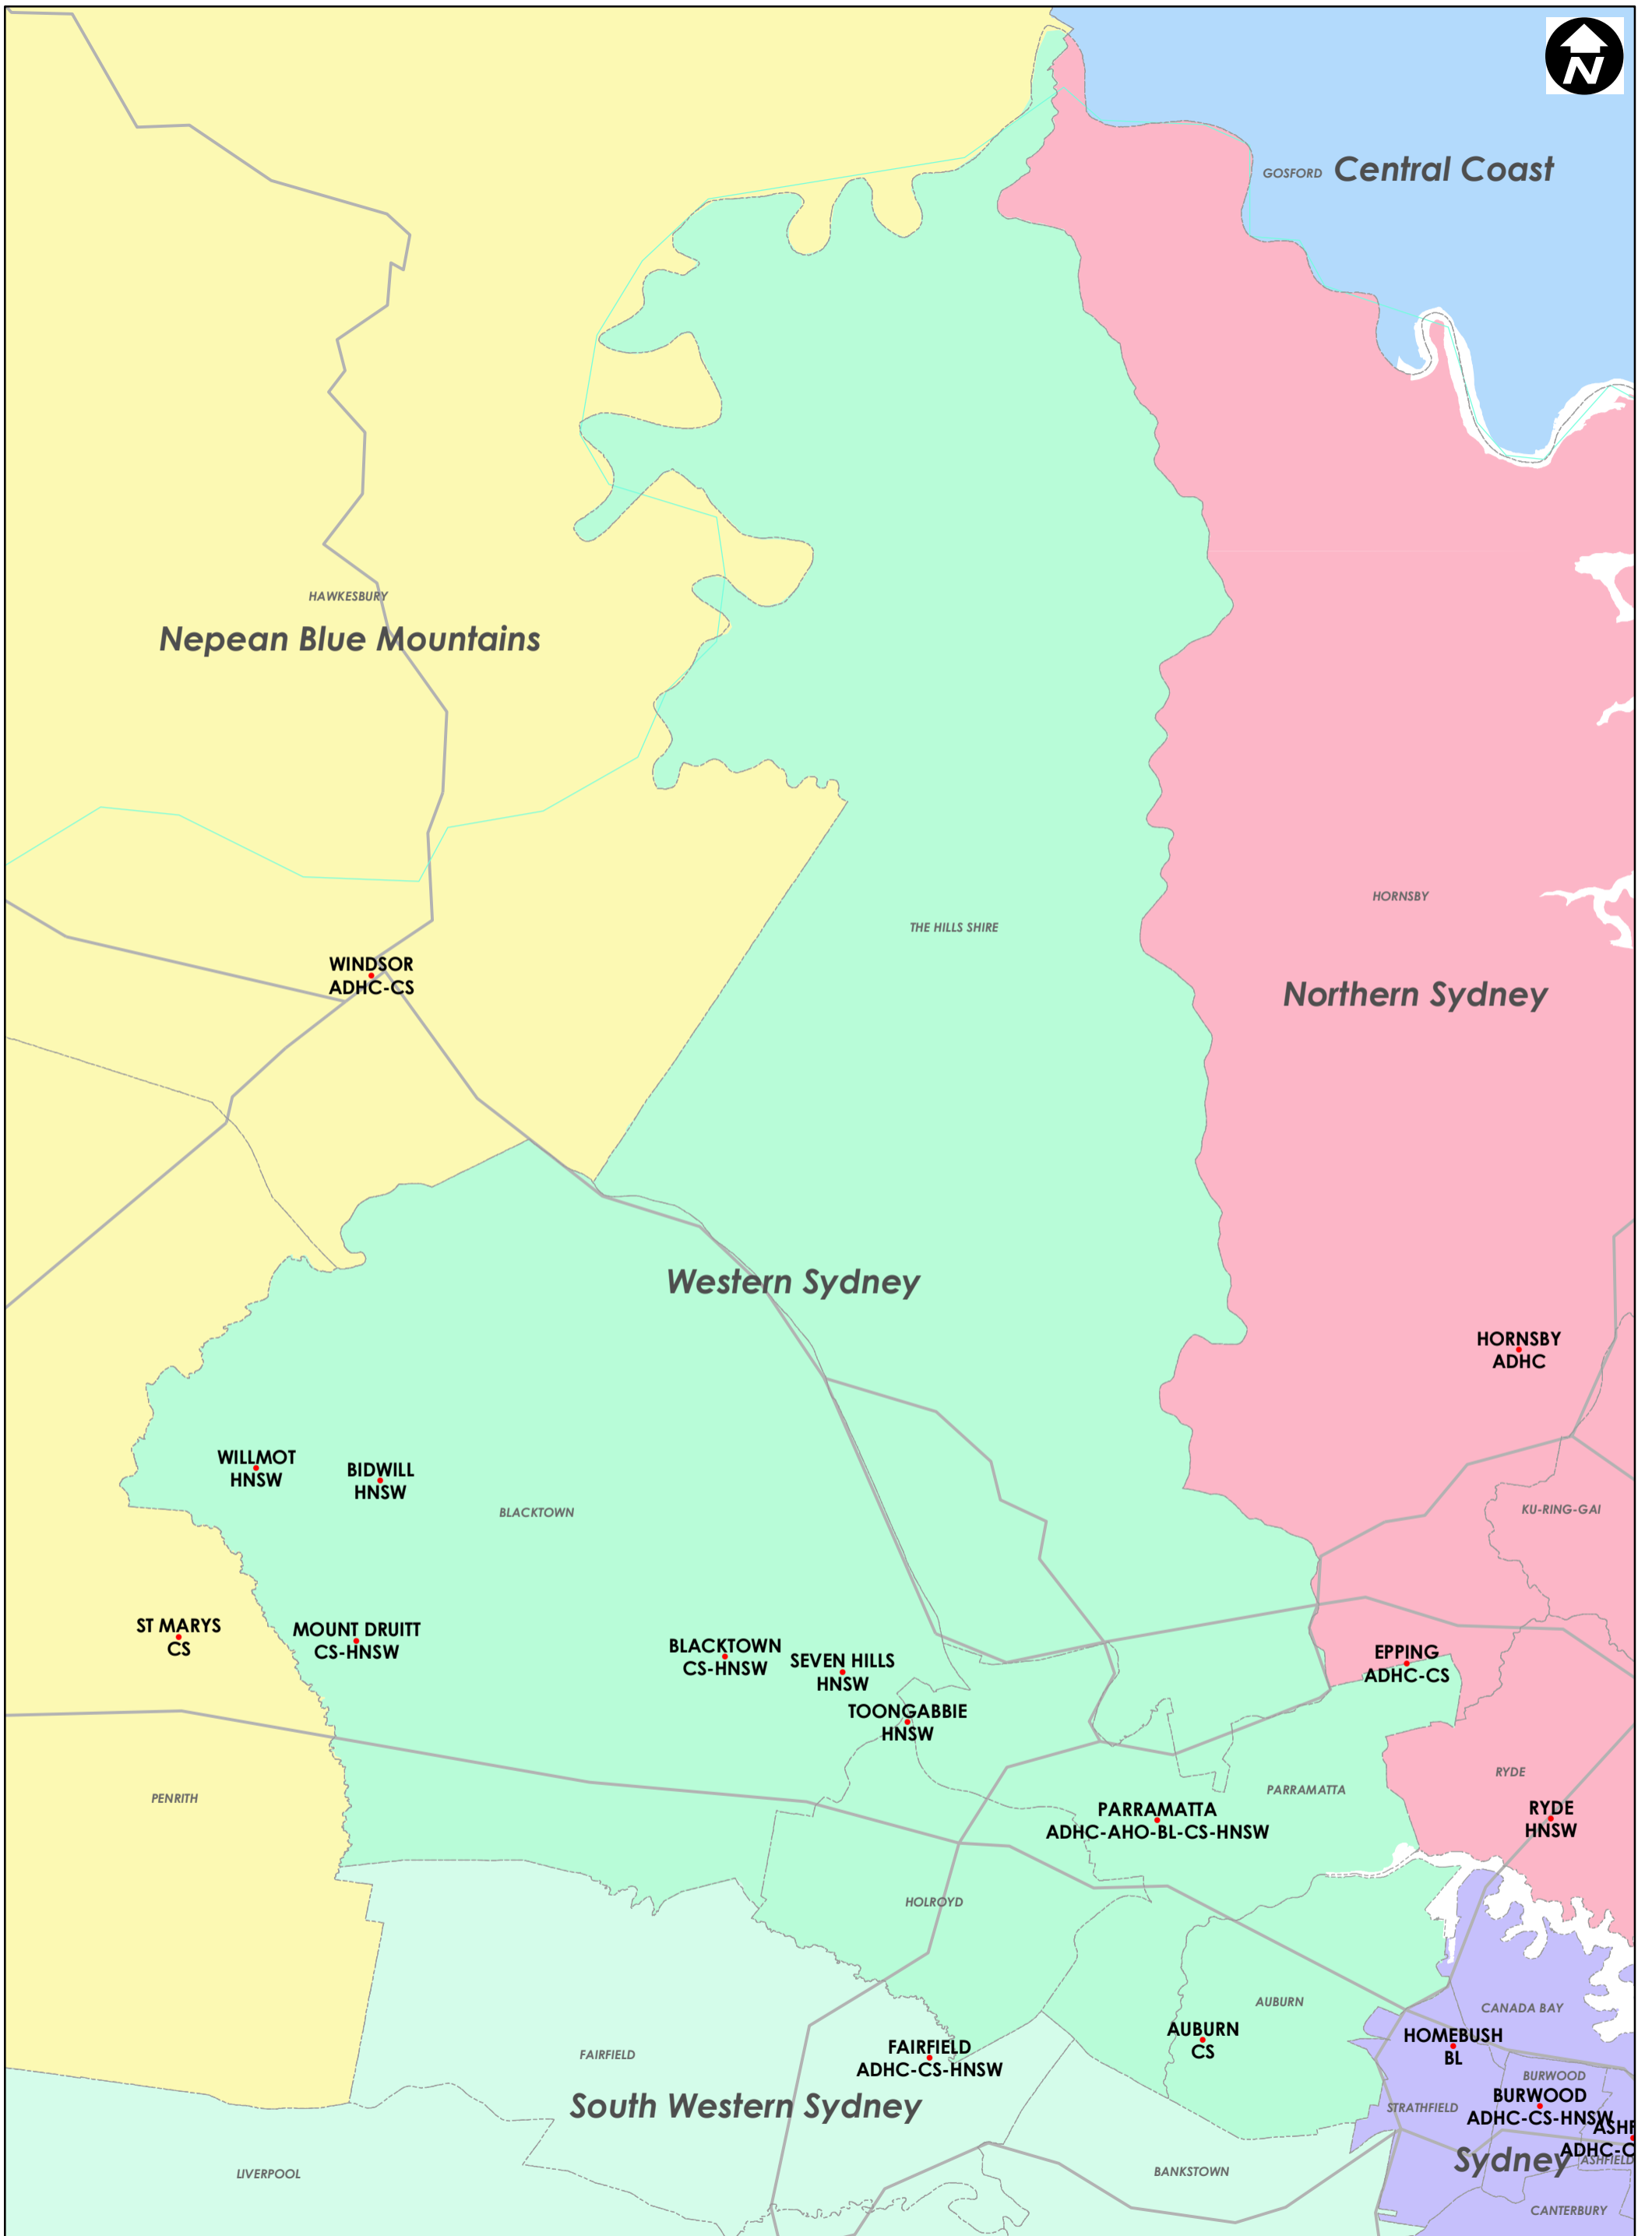 N
GOSFORD
Central Coast
HAWKESBURY
Nepean Blue Mountains
HORNSBY
THE HILLS SHIRE
WINDSOR
ADHC-CS
Northern Sydney
Western Sydney
HORNSBY
ADHC
WILLMOT
HNSW
BIDWILL
HNSW
BLACKTOWN
KU-RING-GAI
ST MARYS
CS
MOUNT DRUITT
CS-HNSW
BLACKTOWN
CS-HNSW
SEVEN HILLS
HNSW
EPPING
ADHC-CS
TOONGABBIE
HNSW
PENRITH
PARRAMATTA
RYDE
PARRAMATTA
ADHC-AHO-BL-CS-HNSW
RYDE
HNSW
HOLROYD
AUBURN
CANADA BAY
AUBURN
CS
HOMEBUSH
BL
FAIRFIELD
FAIRFIELD
ADHC-CS-HNSW
BURWOOD
BURWOOD
ADHC-CS-HNSW
STRATHFIELD
South Western Sydney
ASHF
ADHC-C
Sydney
ASHFIELD
LIVERPOOL
BANKSTOWN
CANTERBURY